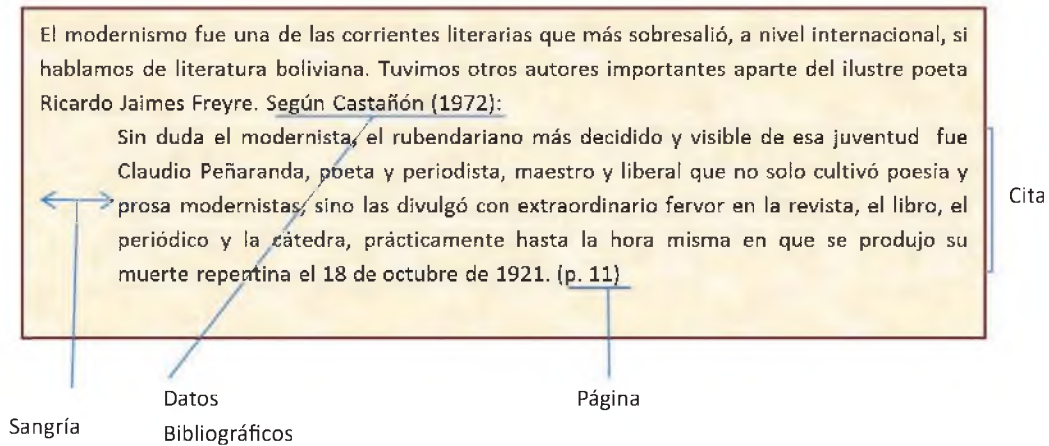 El modernismo fue una de las corrientes literarias que más sobresalió, a nivel internacional, si
hablamos de literatura boliviana. Tuvimos otros autores importantes aparte del ilustre poeta
Ricardo Jaimes Freyre. Según Castañón (1972):
Sin duda el modernista, el rubendariano más decidido y visible de esa juventud fue
Claudio Peñaranda, poeta y periodista, maestro y liberal que no solo cultivó poesía y
prosa modernistas, sino las divulgó con extraordinario fervor en la revista, el libro, el
periódico y la cátedra, prácticamente hasta la hora misma en que se produjo su
muerte repentina el 18 de octubre de 1921. (p. 11)
Cita
Sangría
Datos
Bibliográficos
Página